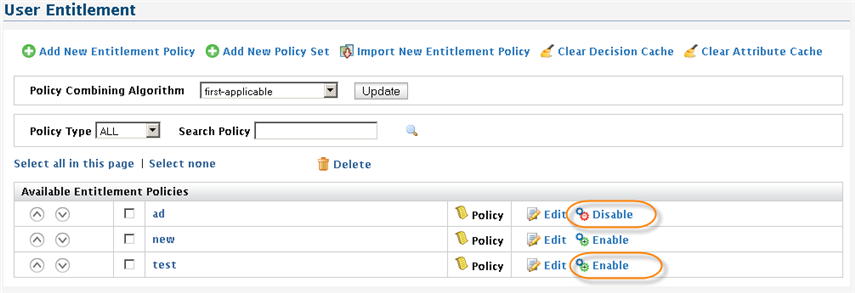 User Entitlement
Add New Entitlement Policy Add New Policy Set Import New Entitlement Policy Clear Decision Cache Clear Attribute Cache
Policy Combining Algorithm first-applicable Update
Policy Type ALL Search Policy
Select all in this page | Select none Delete
Available Entitlement Policies
ad Policy Edit Disable
new Policy Edit Enable
test Policy Edit Enable